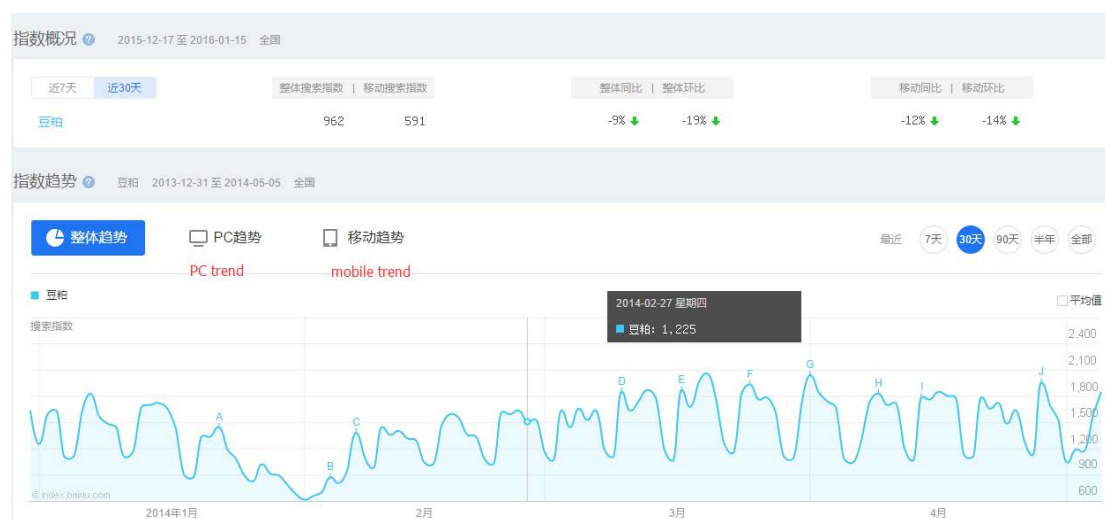 指数概况 ? 2015-12-17 至 2016-01-15 全国
近7天 近30天 整体搜索指数 | 移动搜索指数 整体同比 | 整体环比 移动同比 | 移动环比
豆粕 962 591 -9% -19% -12% -14%
指数趋势 ? 豆粕 2013-12-31 至 2014-05-05 全国
整体趋势 PC趋势 移动趋势 最近 7天 30天 90天 半年 全部
PC trend mobile trend
豆粕 2014-02-27 星期四 平均值
搜索指数 豆粕: 1,225 2,400
2,100
G
D E F H I J 1,800
A C 1,500
1,200
B 900
© index.baidu.com 600
2014年1月 2月 3月 4月